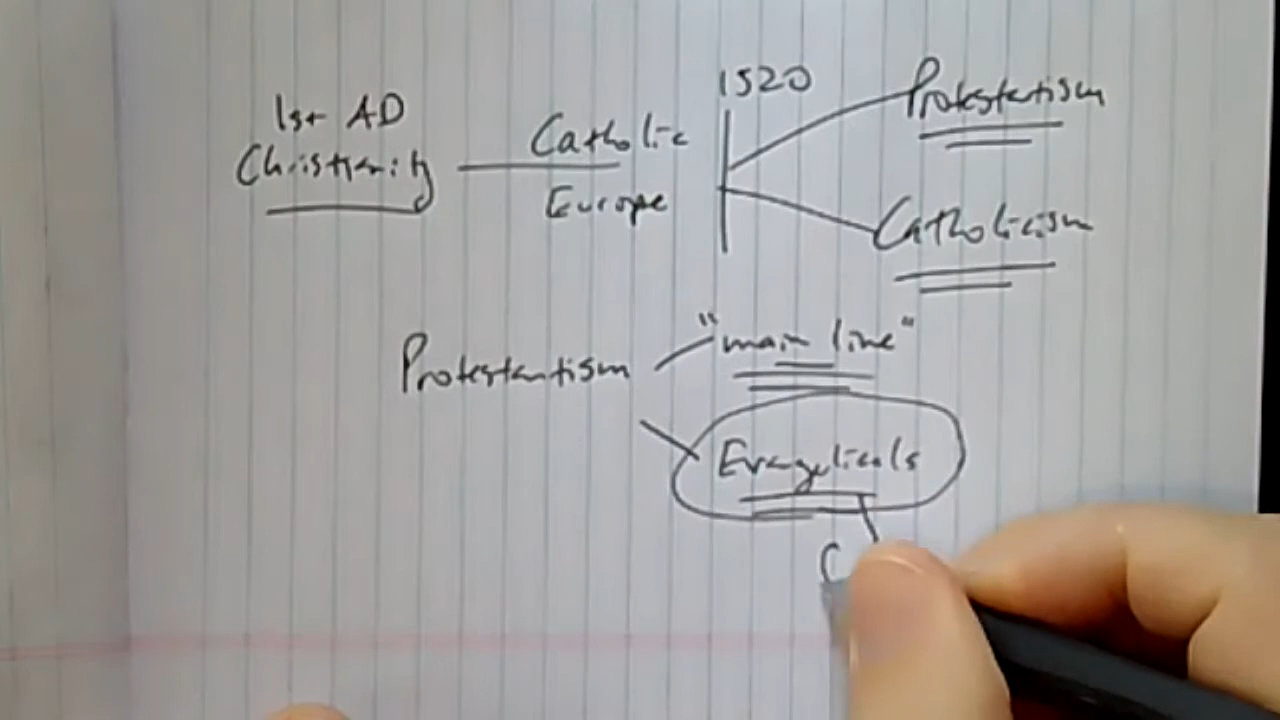 1st AD
Christianity
Catholic
Europe
1520
Protestantism
Catholicism
Protestantism
"main line"
Evangelicals
C